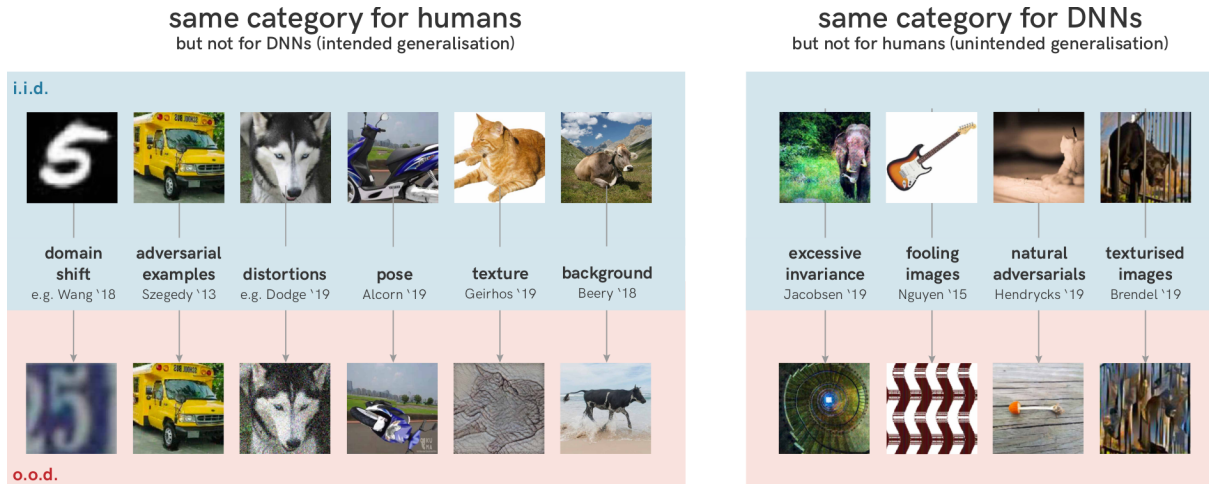 same category for humans
but not for DNNs (intended generalisation)
same category for DNNs
but not for humans (unintended generalisation)
i.i.d.
5
domain shift
e.g. Wang ‘18
adversarial examples
Szegedy ‘13
distortions
e.g. Dodge ‘19
pose
Alcorn ‘19
texture
Geirhos ‘19
background
Beery ‘18
excessive invariance
Jacobsen ‘19
fooling images
Nguyen ‘15
natural adversarials
Hendrycks ‘19
texturised images
Brendel ‘19
25
o.o.d.